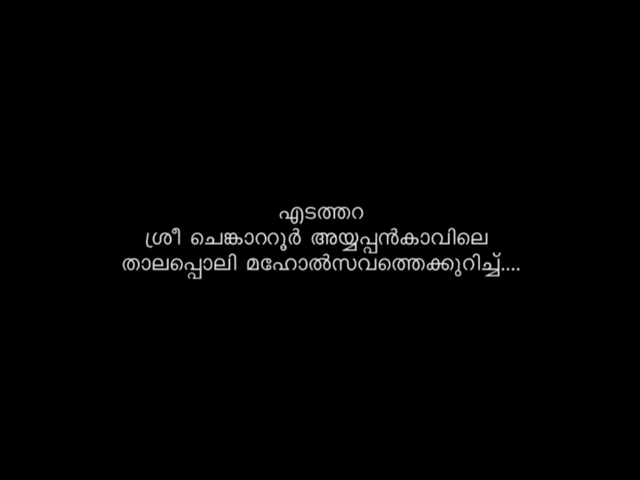 എടത്തറ
ശ്രീ ചെങ്കാററൂർ അയ്യപ്പൻകാവിലെ
താലപ്പൊലി മഹോൽസവത്തെക്കുറിച്ച്....